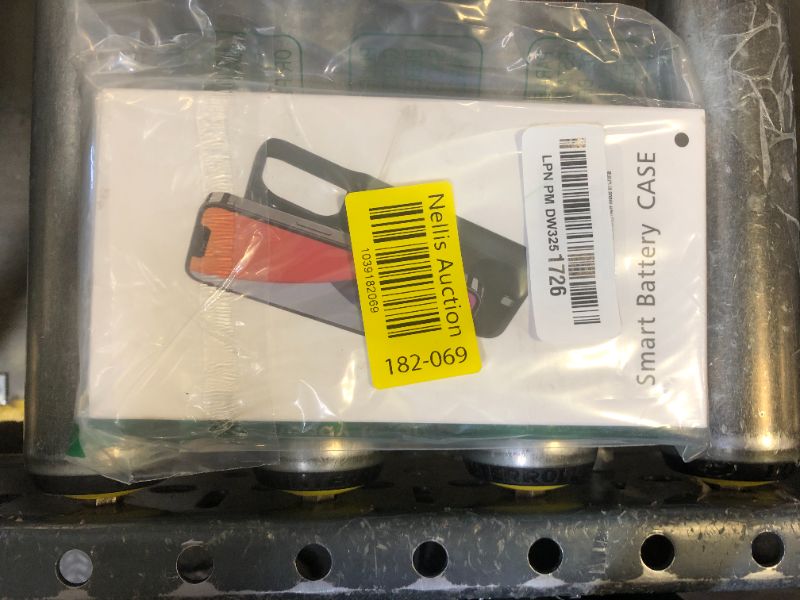 Smart Battery CASE
LPN PM DW325 1726
Nellis Auction
1039182069
182-069